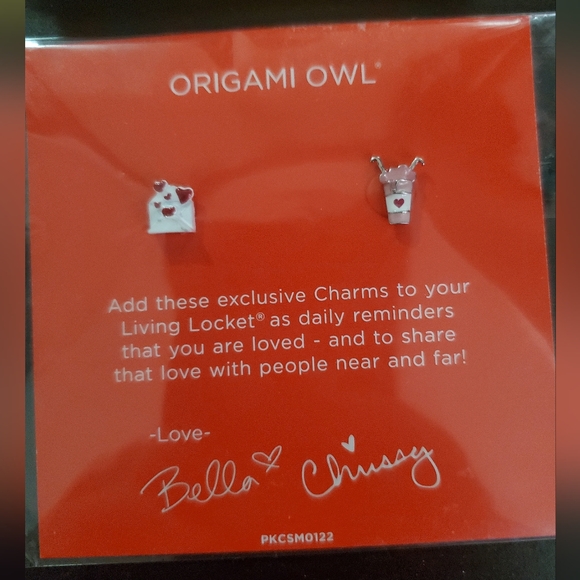 ORIGAMI OWL®
Add these exclusive Charms to your
Living Locket® as daily reminders
that you are loved - and to share
that love with people near and far!
-Love-
Bella Chrissy
PKCSM0122